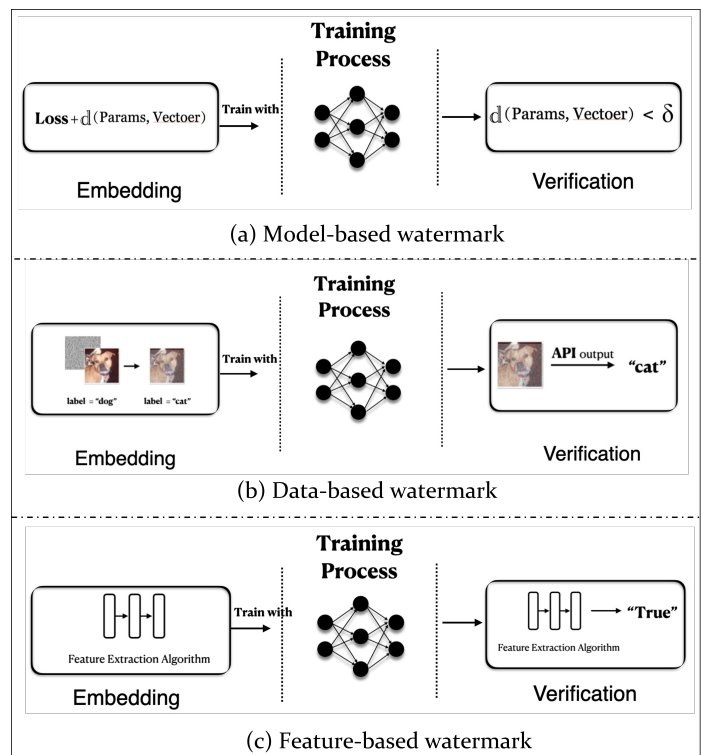 Training
Process
Loss+𝕕(Params, Vectoer)
Train with
𝕕(Params, Vectoer) < δ
Embedding
Verification
(a) Model-based watermark
Training
Process
Train with
label = "dog"
label = "cat"
API output
"cat"
Embedding
Verification
(b) Data-based watermark
Training
Process
Train with
Feature Extraction Algorithm
"True"
Feature Extraction Algorithm
Embedding
Verification
(c) Feature-based watermark